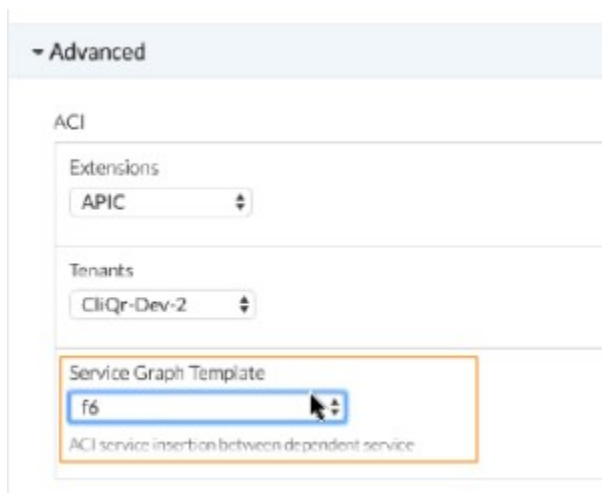 Advanced
ACI
Extensions
APIC
Tenants
CliQr-Dev-2
Service Graph Template
f6
ACI service insertion between dependent service